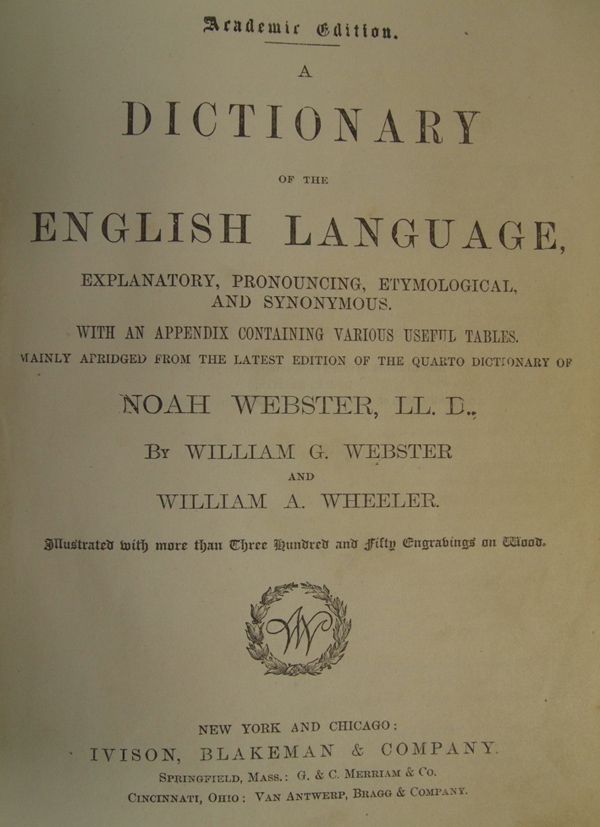 Academic Edition.
A
DICTIONARY
OF THE
ENGLISH LANGUAGE,
EXPLANATORY, PRONOUNCING, ETYMOLOGICAL,
AND SYNONYMOUS.
WITH AN APPENDIX CONTAINING VARIOUS USEFUL TABLES.
MAINLY ABRIDGED FROM THE LATEST EDITION OF THE QUARTO DICTIONARY OF
NOAH WEBSTER, LL. D.,
BY WILLIAM G. WEBSTER
AND
WILLIAM A. WHEELER.
Illustrated with more than Three Hundred and Fifty Engravings on Wood.
W
NEW YORK AND CHICAGO:
IVISON, BLAKEMAN & COMPANY.
SPRINGFIELD, MASS.: G. & C. MERRIAM & CO.
CINCINNATI, OHIO: VAN ANTWERP, BRAGG & COMPANY.